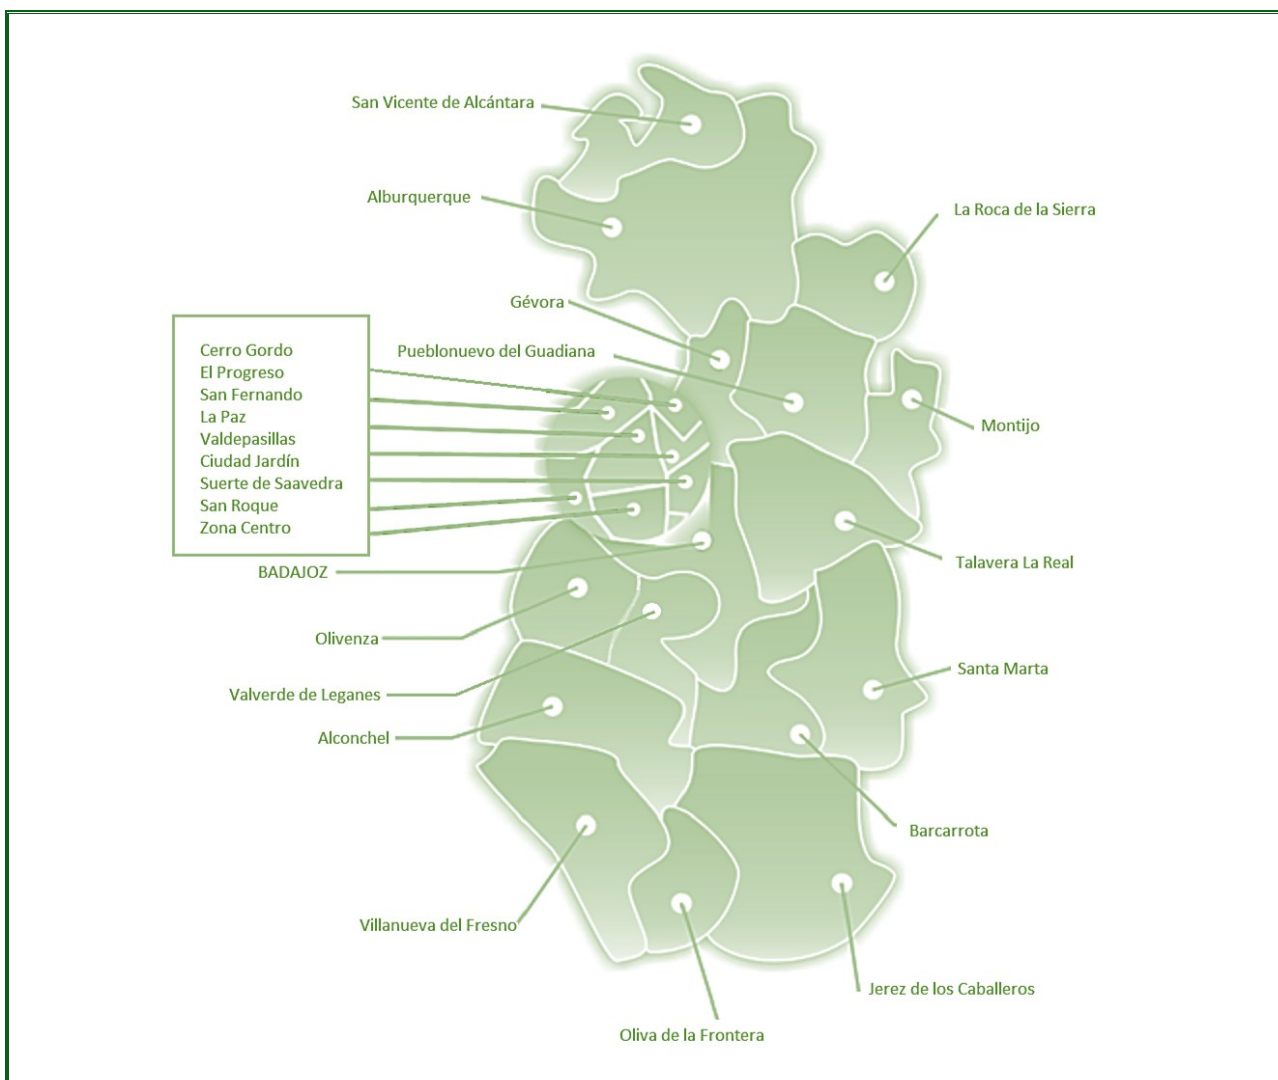 San Vicente de Alcántara
Alburquerque
La Roca de la Sierra
Gévora
Pueblonuevo del Guadiana
Cerro Gordo
El Progreso
San Fernando
La Paz
Valdepasillas
Ciudad Jardín
Suerte de Saavedra
San Roque
Zona Centro
Montijo
BADAJOZ
Talavera La Real
Olivenza
Santa Marta
Valverde de Leganes
Alconchel
Barcarrota
Villanueva del Fresno
Jerez de los Caballeros
Oliva de la Frontera